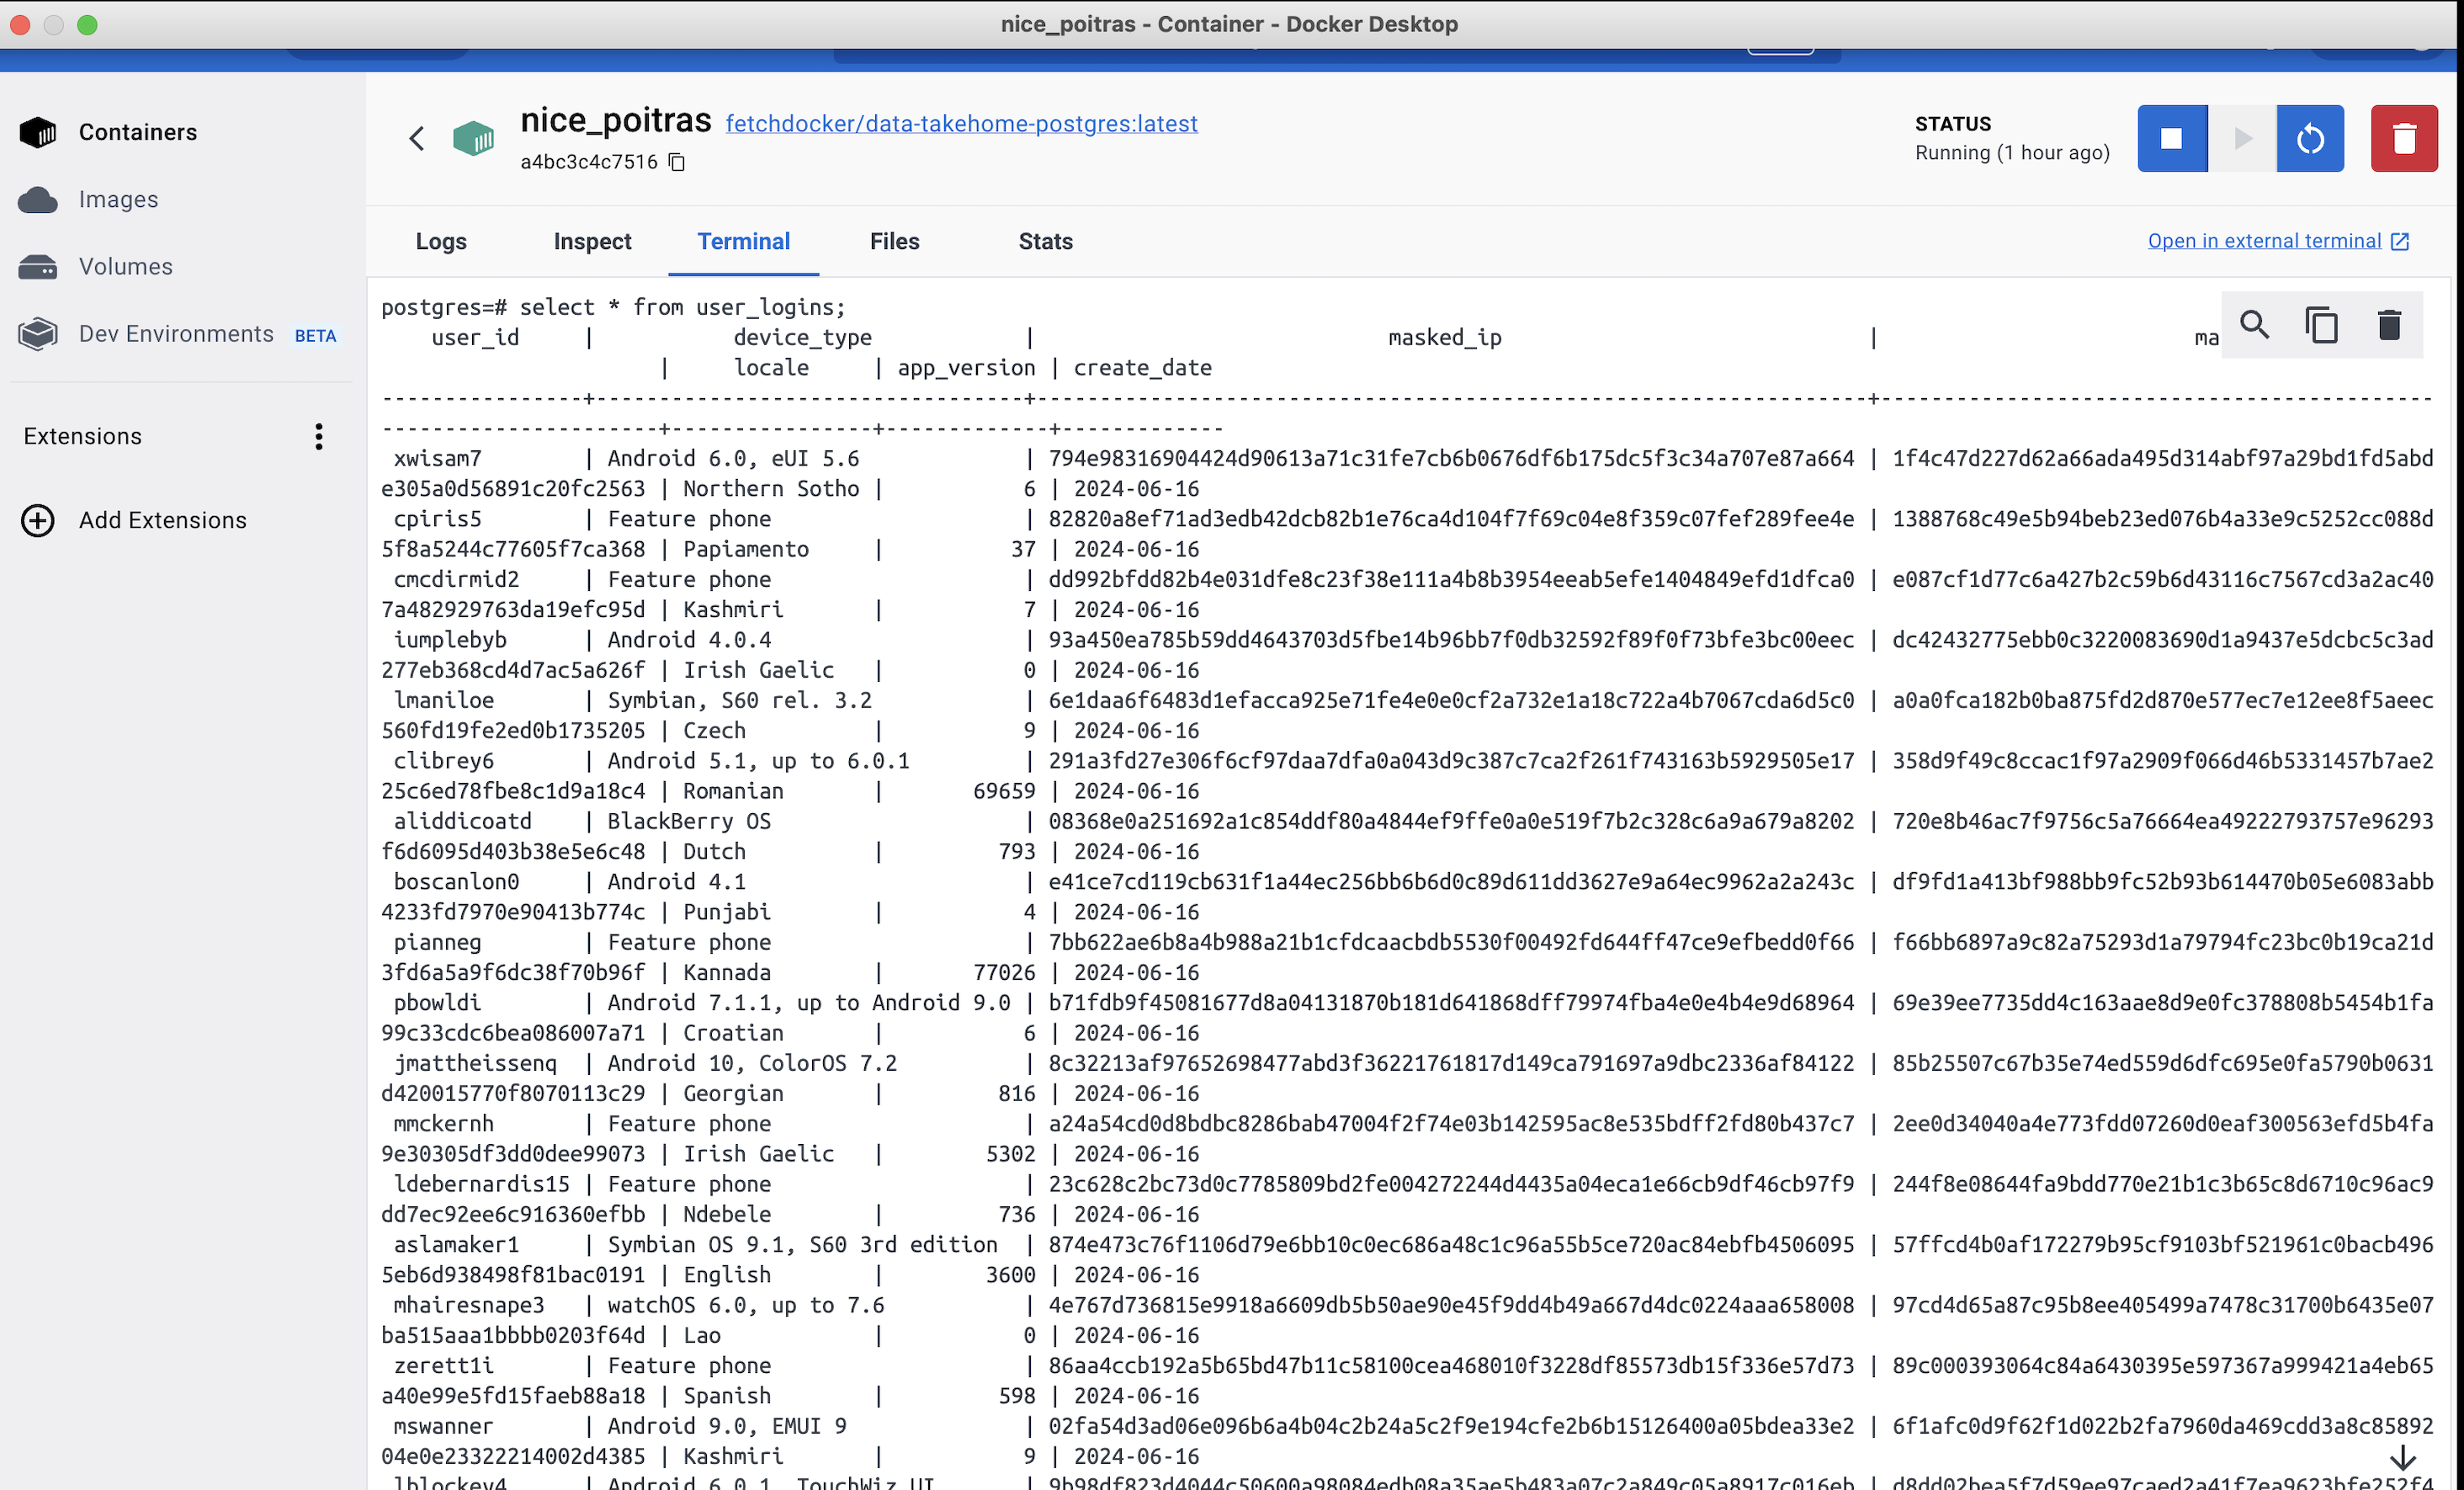 nice_poitras - Container - Docker Desktop
Containers
Images
Volumes
Dev Environments BETA
Extensions
Add Extensions
nice_poitras fetchdocker/data-takehome-postgres:latest
a4bc3c4c7516
STATUS
Running (1 hour ago)
Logs Inspect Terminal Files Stats
Open in external terminal
postgres=# select * from user_logins;
user_id | device_type | masked_ip | ma
| locale | app_version | create_date
----------------+----------------------------------+------------------------------------------------------------------+--------------------------------------------
----------------------+----------------+-------------+-------------
xwisam7 | Android 6.0, eUI 5.6 | 794e98316904424d90613a71c31fe7cb6b0676df6b175dc5f3c34a707e87a664 | 1f4c47d227d62a66ada495d314abf97a29bd1fd5abd
e305a0d56891c20fc2563 | Northern Sotho | 6 | 2024-06-16
cpiris5 | Feature phone | 82820a8ef71ad3edb42dcb82b1e76ca4d104f7f69c04e8f359c07fef289fee4e | 1388768c49e5b94beb23ed076b4a33e9c5252cc088d
5f8a5244c77605f7ca368 | Papiamento | 37 | 2024-06-16
cmcdirmid2 | Feature phone | dd992bfdd82b4e031dfe8c23f38e111a4b8b3954eeab5efe1404849efd1dfca0 | e087cf1d77c6a427b2c59b6d43116c7567cd3a2ac40
7a482929763da19efc95d | Kashmiri | 7 | 2024-06-16
iumplebyb | Android 4.0.4 | 93a450ea785b59dd4643703d5fbe14b96bb7f0db32592f89f0f73bfe3bc00eec | dc42432775ebb0c3220083690d1a9437e5dcbc5c3ad
277eb368cd4d7ac5a626f | Irish Gaelic | 0 | 2024-06-16
lmaniloe | Symbian, S60 rel. 3.2 | 6e1daa6f6483d1efacca925e71fe4e0e0cf2a732e1a18c722a4b7067cda6d5c0 | a0a0fca182b0ba875fd2d870e577ec7e12ee8f5aeec
560fd19fe2ed0b1735205 | Czech | 9 | 2024-06-16
clibrey6 | Android 5.1, up to 6.0.1 | 291a3fd27e306f6cf97daa7dfa0a043d9c387c7ca2f261f743163b5929505e17 | 358d9f49c8ccac1f97a2909f066d46b5331457b7ae2
25c6ed78fbe8c1d9a18c4 | Romanian | 69659 | 2024-06-16
aliddicoatd | BlackBerry OS | 08368e0a251692a1c854ddf80a4844ef9ffe0a0e519f7b2c328c6a9a679a8202 | 720e8b46ac7f9756c5a76664ea49222793757e96293
f6d6095d403b38e5e6c48 | Dutch | 793 | 2024-06-16
boscanlon0 | Android 4.1 | e41ce7cd119cb631f1a44ec256bb6b6d0c89d611dd3627e9a64ec9962a2a243c | df9fd1a413bf988bb9fc52b93b614470b05e6083abb
4233fd7970e90413b774c | Punjabi | 4 | 2024-06-16
pianneg | Feature phone | 7bb622ae6b8a4b988a21b1cfdcaacbdb5530f00492fd644ff47ce9efbedd0f66 | f66bb6897a9c82a75293d1a79794fc23bc0b19ca21d
3fd6a5a9f6dc38f70b96f | Kannada | 77026 | 2024-06-16
pbowldi | Android 7.1.1, up to Android 9.0 | b71fdb9f45081677d8a04131870b181d641868dff79974fba4e0e4b4e9d68964 | 69e39ee7735dd4c163aae8d9e0fc378808b5454b1fa
99c33cdc6bea086007a71 | Croatian | 6 | 2024-06-16
jmattheissenq | Android 10, ColorOS 7.2 | 8c32213af97652698477abd3f36221761817d149ca791697a9dbc2336af84122 | 85b25507c67b35e74ed559d6dfc695e0fa5790b0631
d420015770f8070113c29 | Georgian | 816 | 2024-06-16
mmckernh | Feature phone | a24a54cd0d8bdbc8286bab47004f2f74e03b142595ac8e535bdff2fd80b437c7 | 2ee0d34040a4e773fdd07260d0eaf300563efd5b4fa
9e30305df3dd0dee99073 | Irish Gaelic | 5302 | 2024-06-16
ldebernardis15 | Feature phone | 23c628c2bc73d0c7785809bd2fe004272244d4435a04eca1e66cb9df46cb97f9 | 244f8e08644fa9bdd770e21b1c3b65c8d6710c96ac9
dd7ec92ee6c916360efbb | Ndebele | 736 | 2024-06-16
aslamaker1 | Symbian OS 9.1, S60 3rd edition | 874e473c76f1106d79e6bb10c0ec686a48c1c96a55b5ce720ac84ebfb4506095 | 57ffcd4b0af172279b95cf9103bf521961c0bacb496
5eb6d938498f81bac0191 | English | 3600 | 2024-06-16
mhairesnape3 | watchOS 6.0, up to 7.6 | 4e767d736815e9918a6609db5b50ae90e45f9dd4b49a667d4dc0224aaa658008 | 97cd4d65a87c95b8ee405499a7478c31700b6435e07
ba515aaa1bbbb0203f64d | Lao | 0 | 2024-06-16
zerett1i | Feature phone | 86aa4ccb192a5b65bd47b11c58100cea468010f3228df85573db15f336e57d73 | 89c000393064c84a6430395e597367a999421a4eb65
a40e99e5fd15faeb88a18 | Spanish | 598 | 2024-06-16
mswanner | Android 9.0, EMUI 9 | 02fa54d3ad06e096b6a4b04c2b24a5c2f9e194cfe2b6b15126400a05bdea33e2 | 6f1afc0d9f62f1d022b2fa7960da469cdd3a8c85892
04e0e23322214002d4385 | Kashmiri | 9 | 2024-06-16
lblockey4 | Android 6.0.1, TouchWiz UI | 9b98df823d4044c50600a98084edb08a35ae5b483a07c2a849c05a8917c016eb | d8dd02bea5f7d59ee97caed2a41f7ea9623bfe252f4